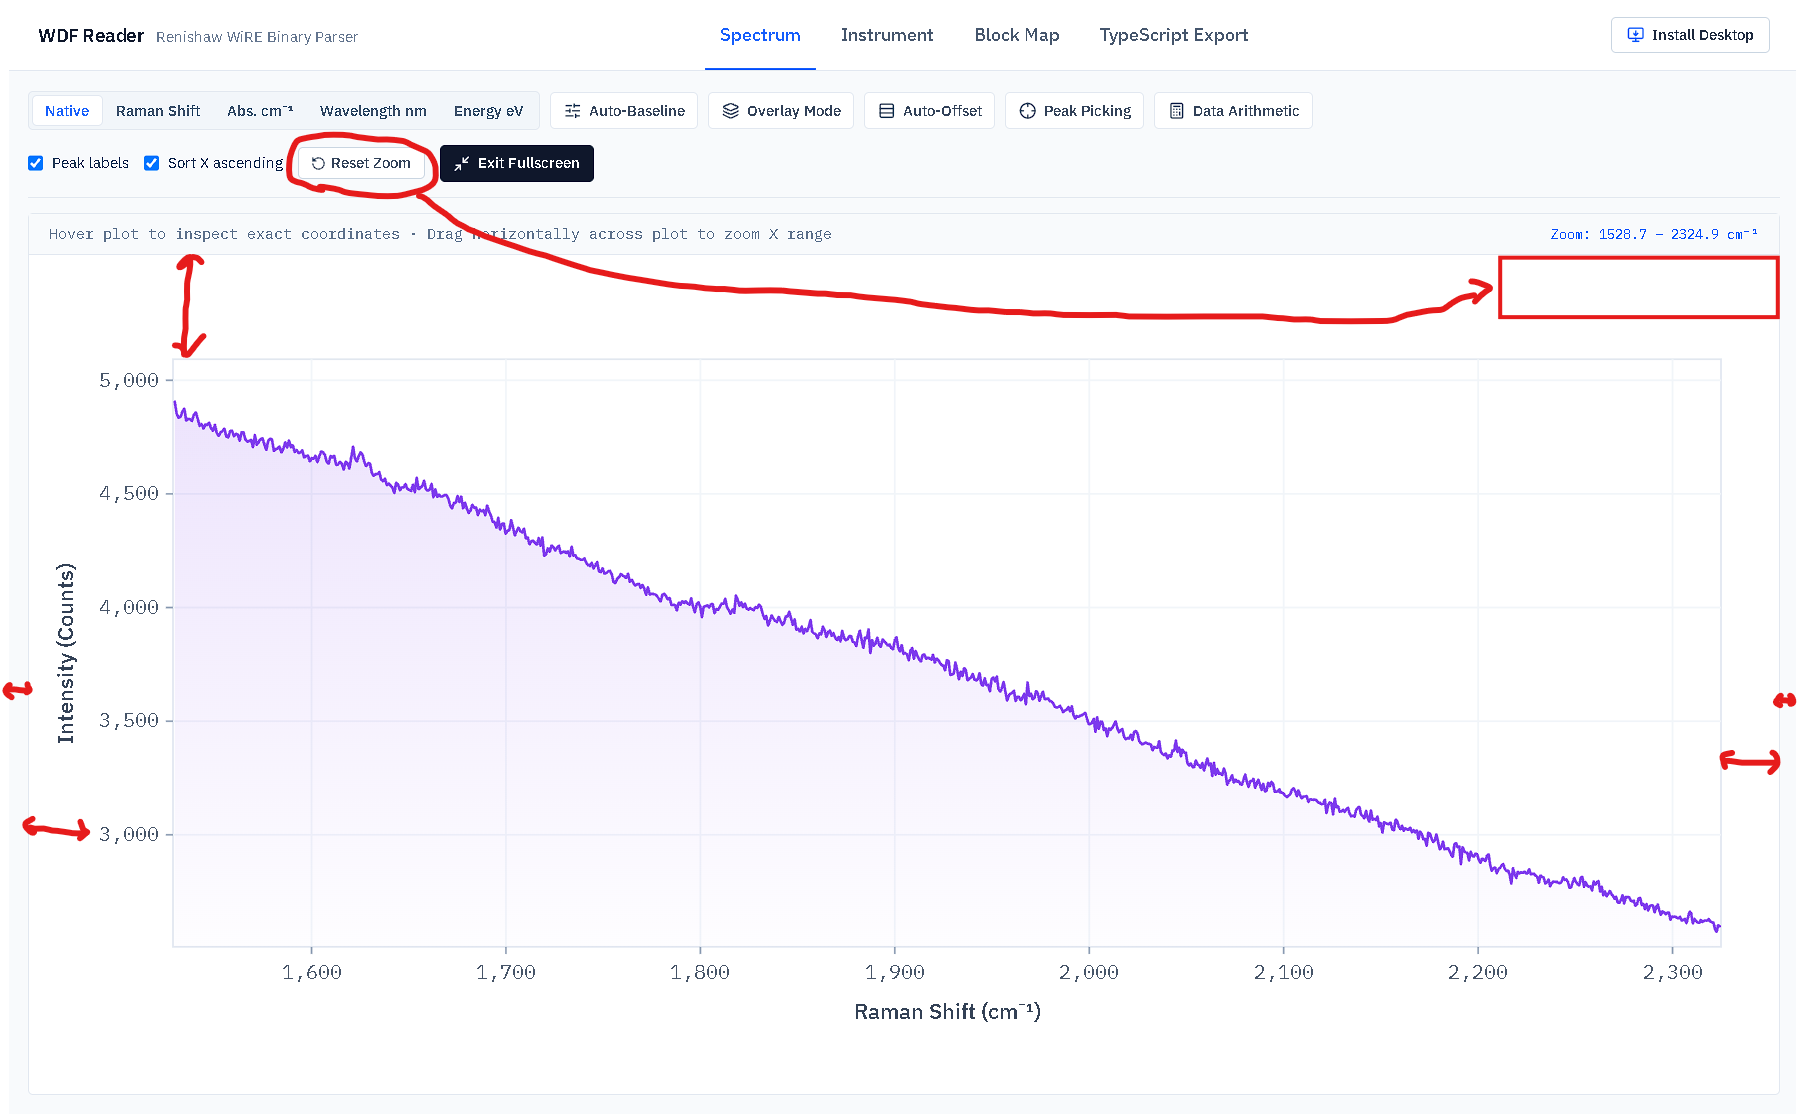 WDF Reader Renishaw WiRE Binary Parser Spectrum Instrument Block Map TypeScript Export Install Desktop
Native Raman Shift Abs. cm⁻¹ Wavelength nm Energy eV Auto-Baseline Overlay Mode Auto-Offset Peak Picking Data Arithmetic
Peak labels Sort X ascending Reset Zoom Exit Fullscreen
Hover plot to inspect exact coordinates · Drag horizontally across plot to zoom X range Zoom: 1528.7 – 2324.9 cm⁻¹
5,000
4,500
4,000
Intensity (Counts)
3,500
3,000
1,600 1,700 1,800 1,900 2,000 2,100 2,200 2,300
Raman Shift (cm⁻¹)